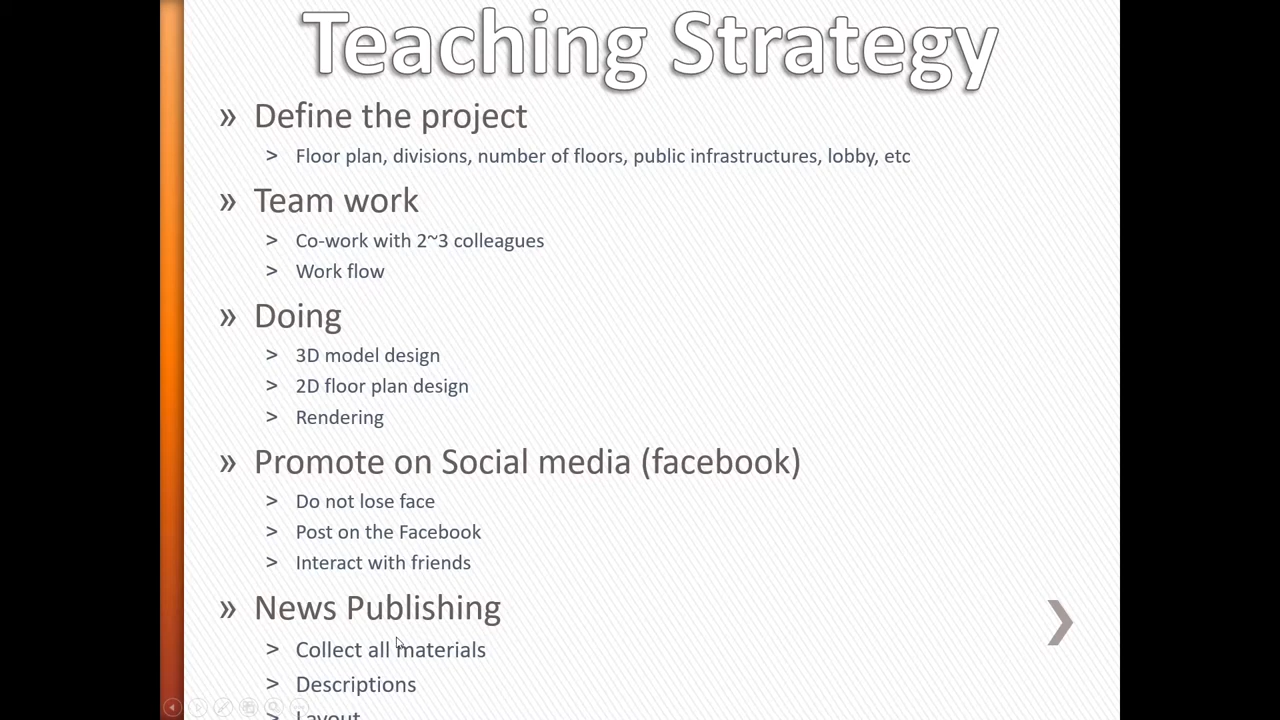 Teaching Strategy
» Define the project
> Floor plan, divisions, number of floors, public infrastructures, lobby, etc
» Team work
> Co-work with 2~3 colleagues
> Work flow
» Doing
> 3D model design
> 2D floor plan design
> Rendering
» Promote on Social media (facebook)
> Do not lose face
> Post on the Facebook
> Interact with friends
» News Publishing
> Collect all materials
> Descriptions
> Layout